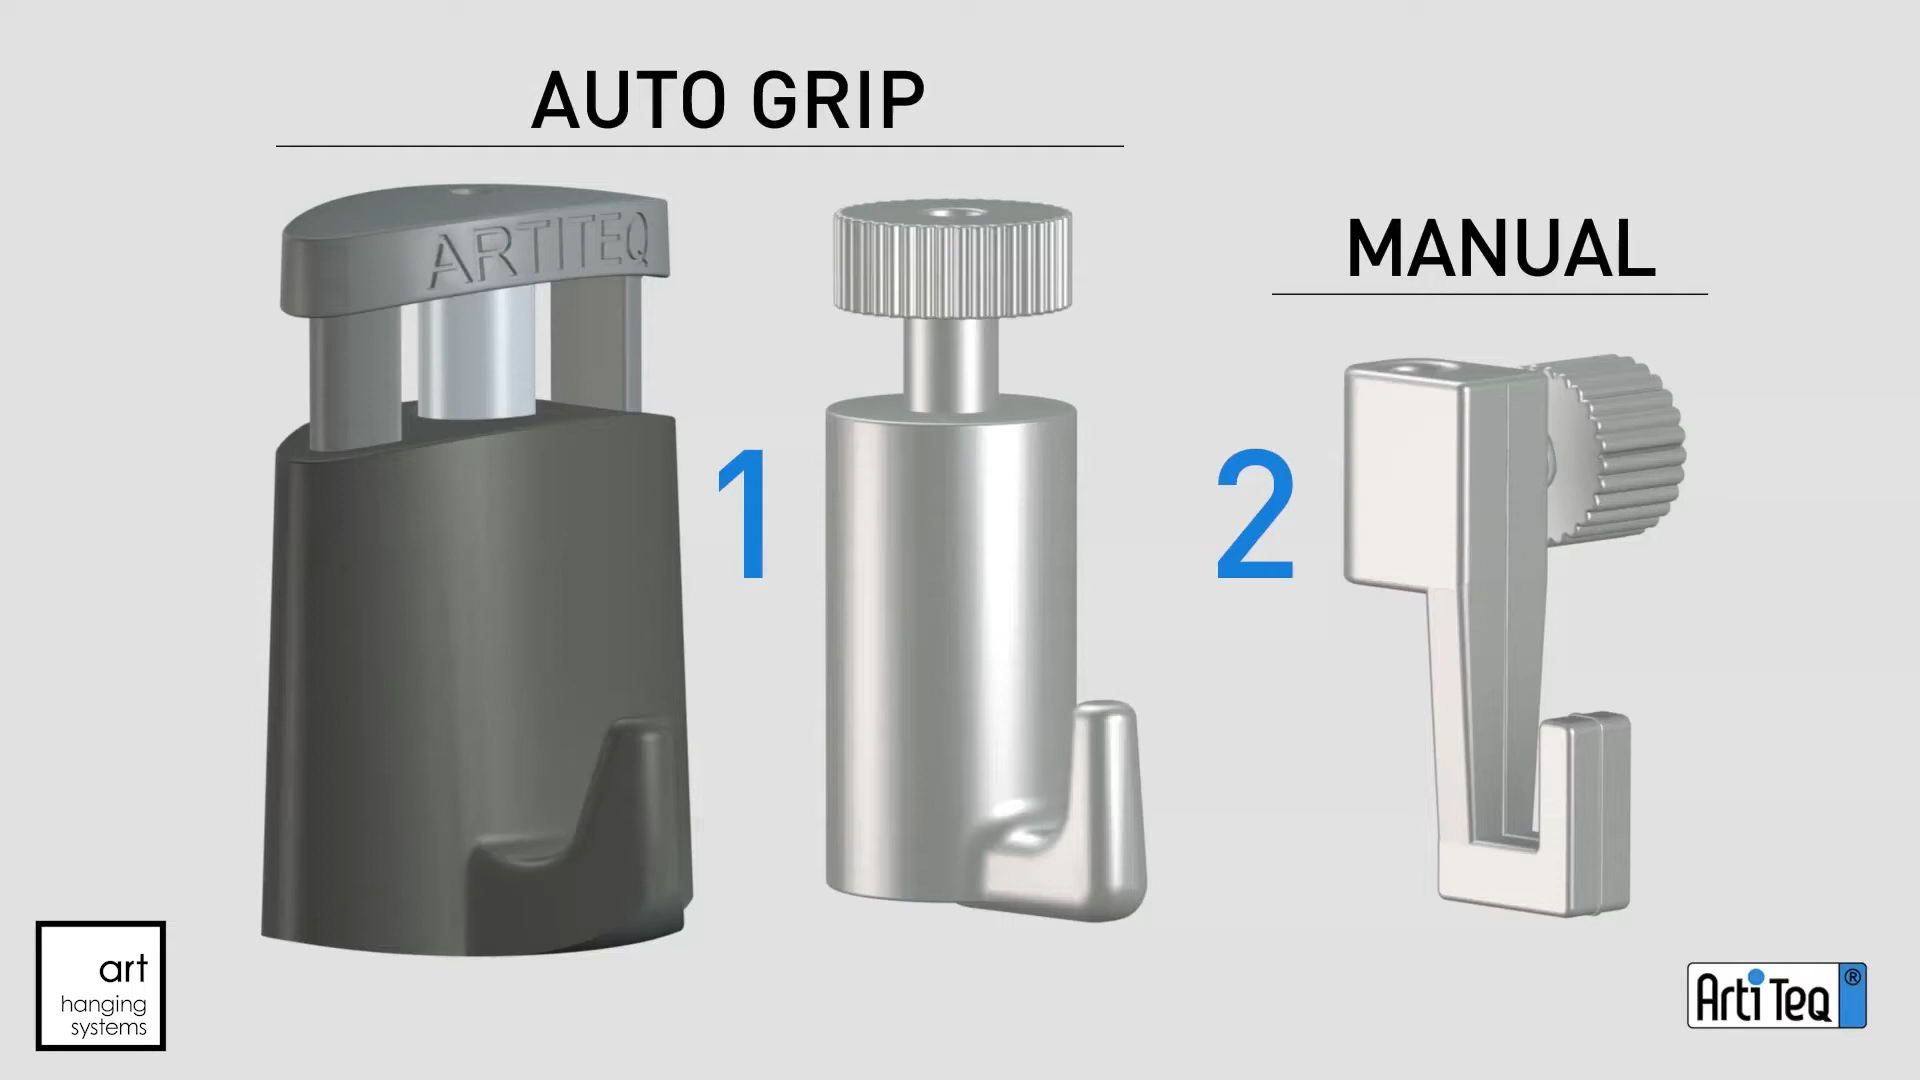 AUTO GRIP
MANUAL
ARTITEQ
1
2
art
hanging
systems
ArtiTeq®